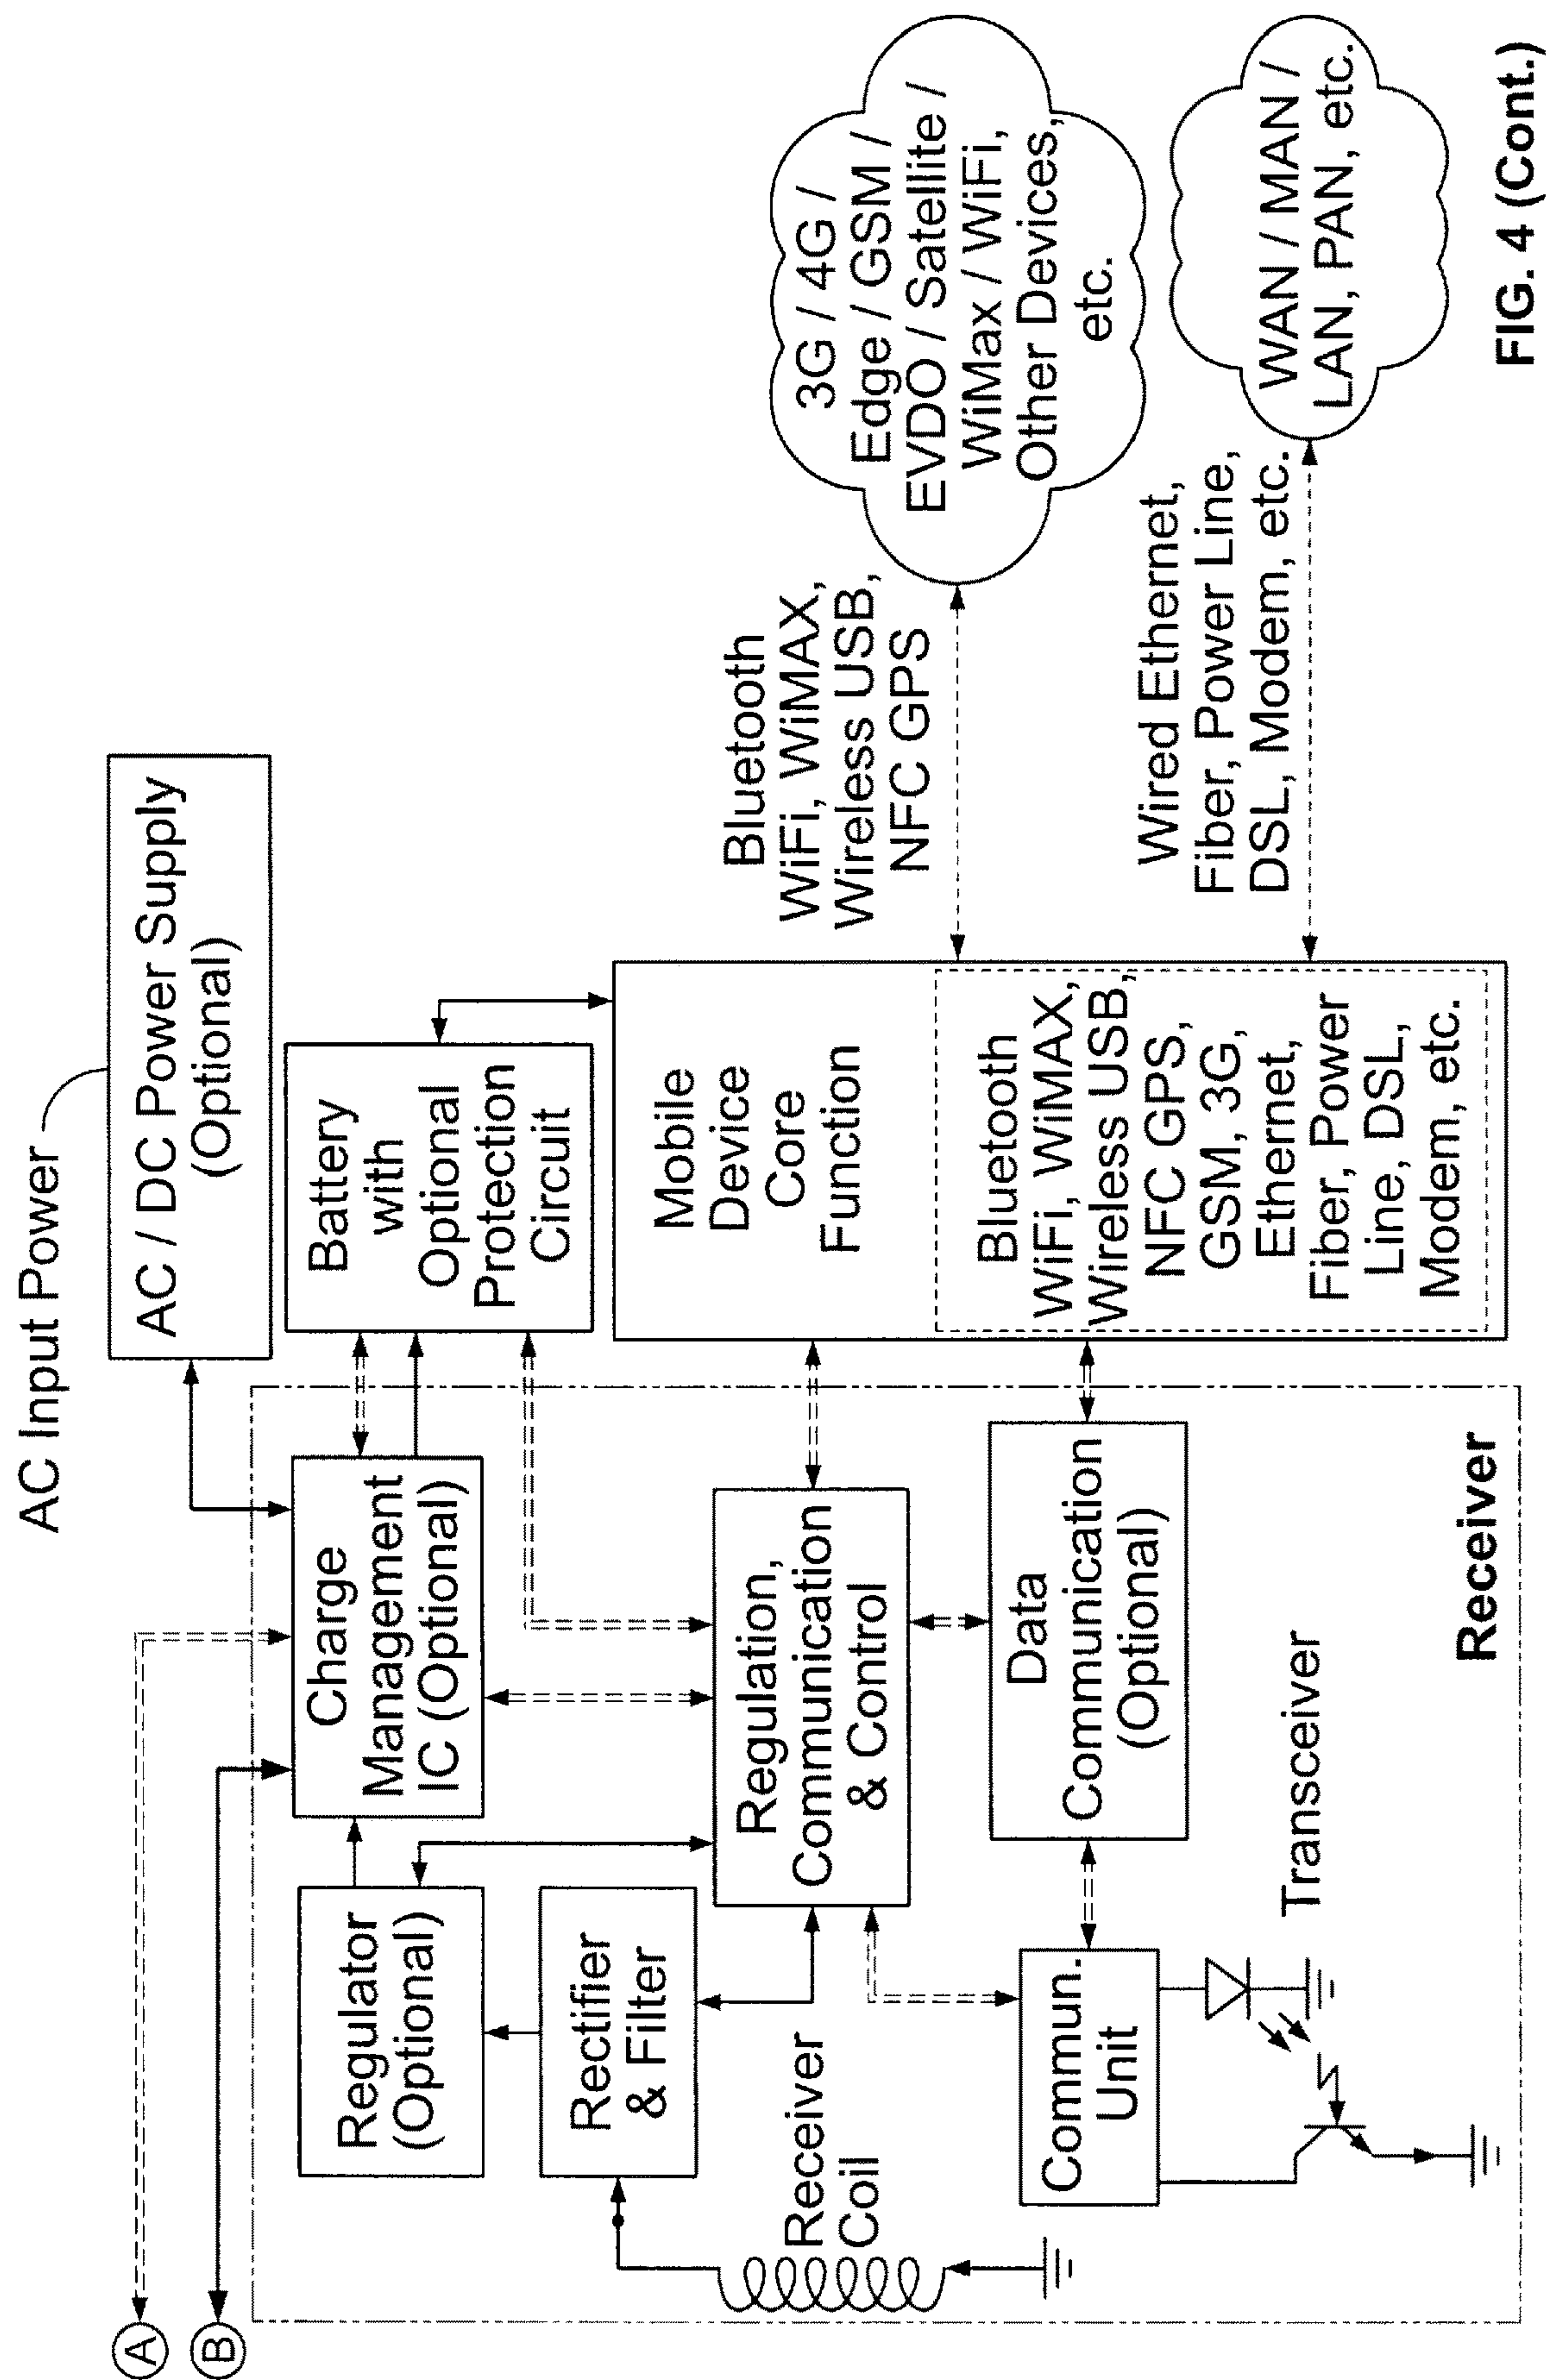 AC Input Power
AC / DC Power Supply
(Optional)
A
B
Regulator
(Optional)
Charge
Management
IC (Optional)
Battery
with
Optional
Protection
Circuit
Rectifier
& Filter
Regulation,
Communication
& Control
Mobile
Device
Core
Function
Bluetooth
WiFi, WiMAX,
Wireless USB,
NFC GPS
3G / 4G /
Edge / GSM /
EVDO / Satellite /
WiMax / WiFi,
Other Devices,
etc.
Receiver
Coil
Commun.
Unit
Data
Communication
(Optional)
Bluetooth
WiFi, WiMAX,
Wireless USB,
NFC GPS,
GSM, 3G,
Ethernet,
Fiber, Power
Line, DSL,
Modem, etc.
Wired Ethernet,
Fiber, Power Line,
DSL, Modem, etc.
WAN / MAN /
LAN, PAN, etc.
Transceiver
Receiver
FIG. 4 (Cont.)